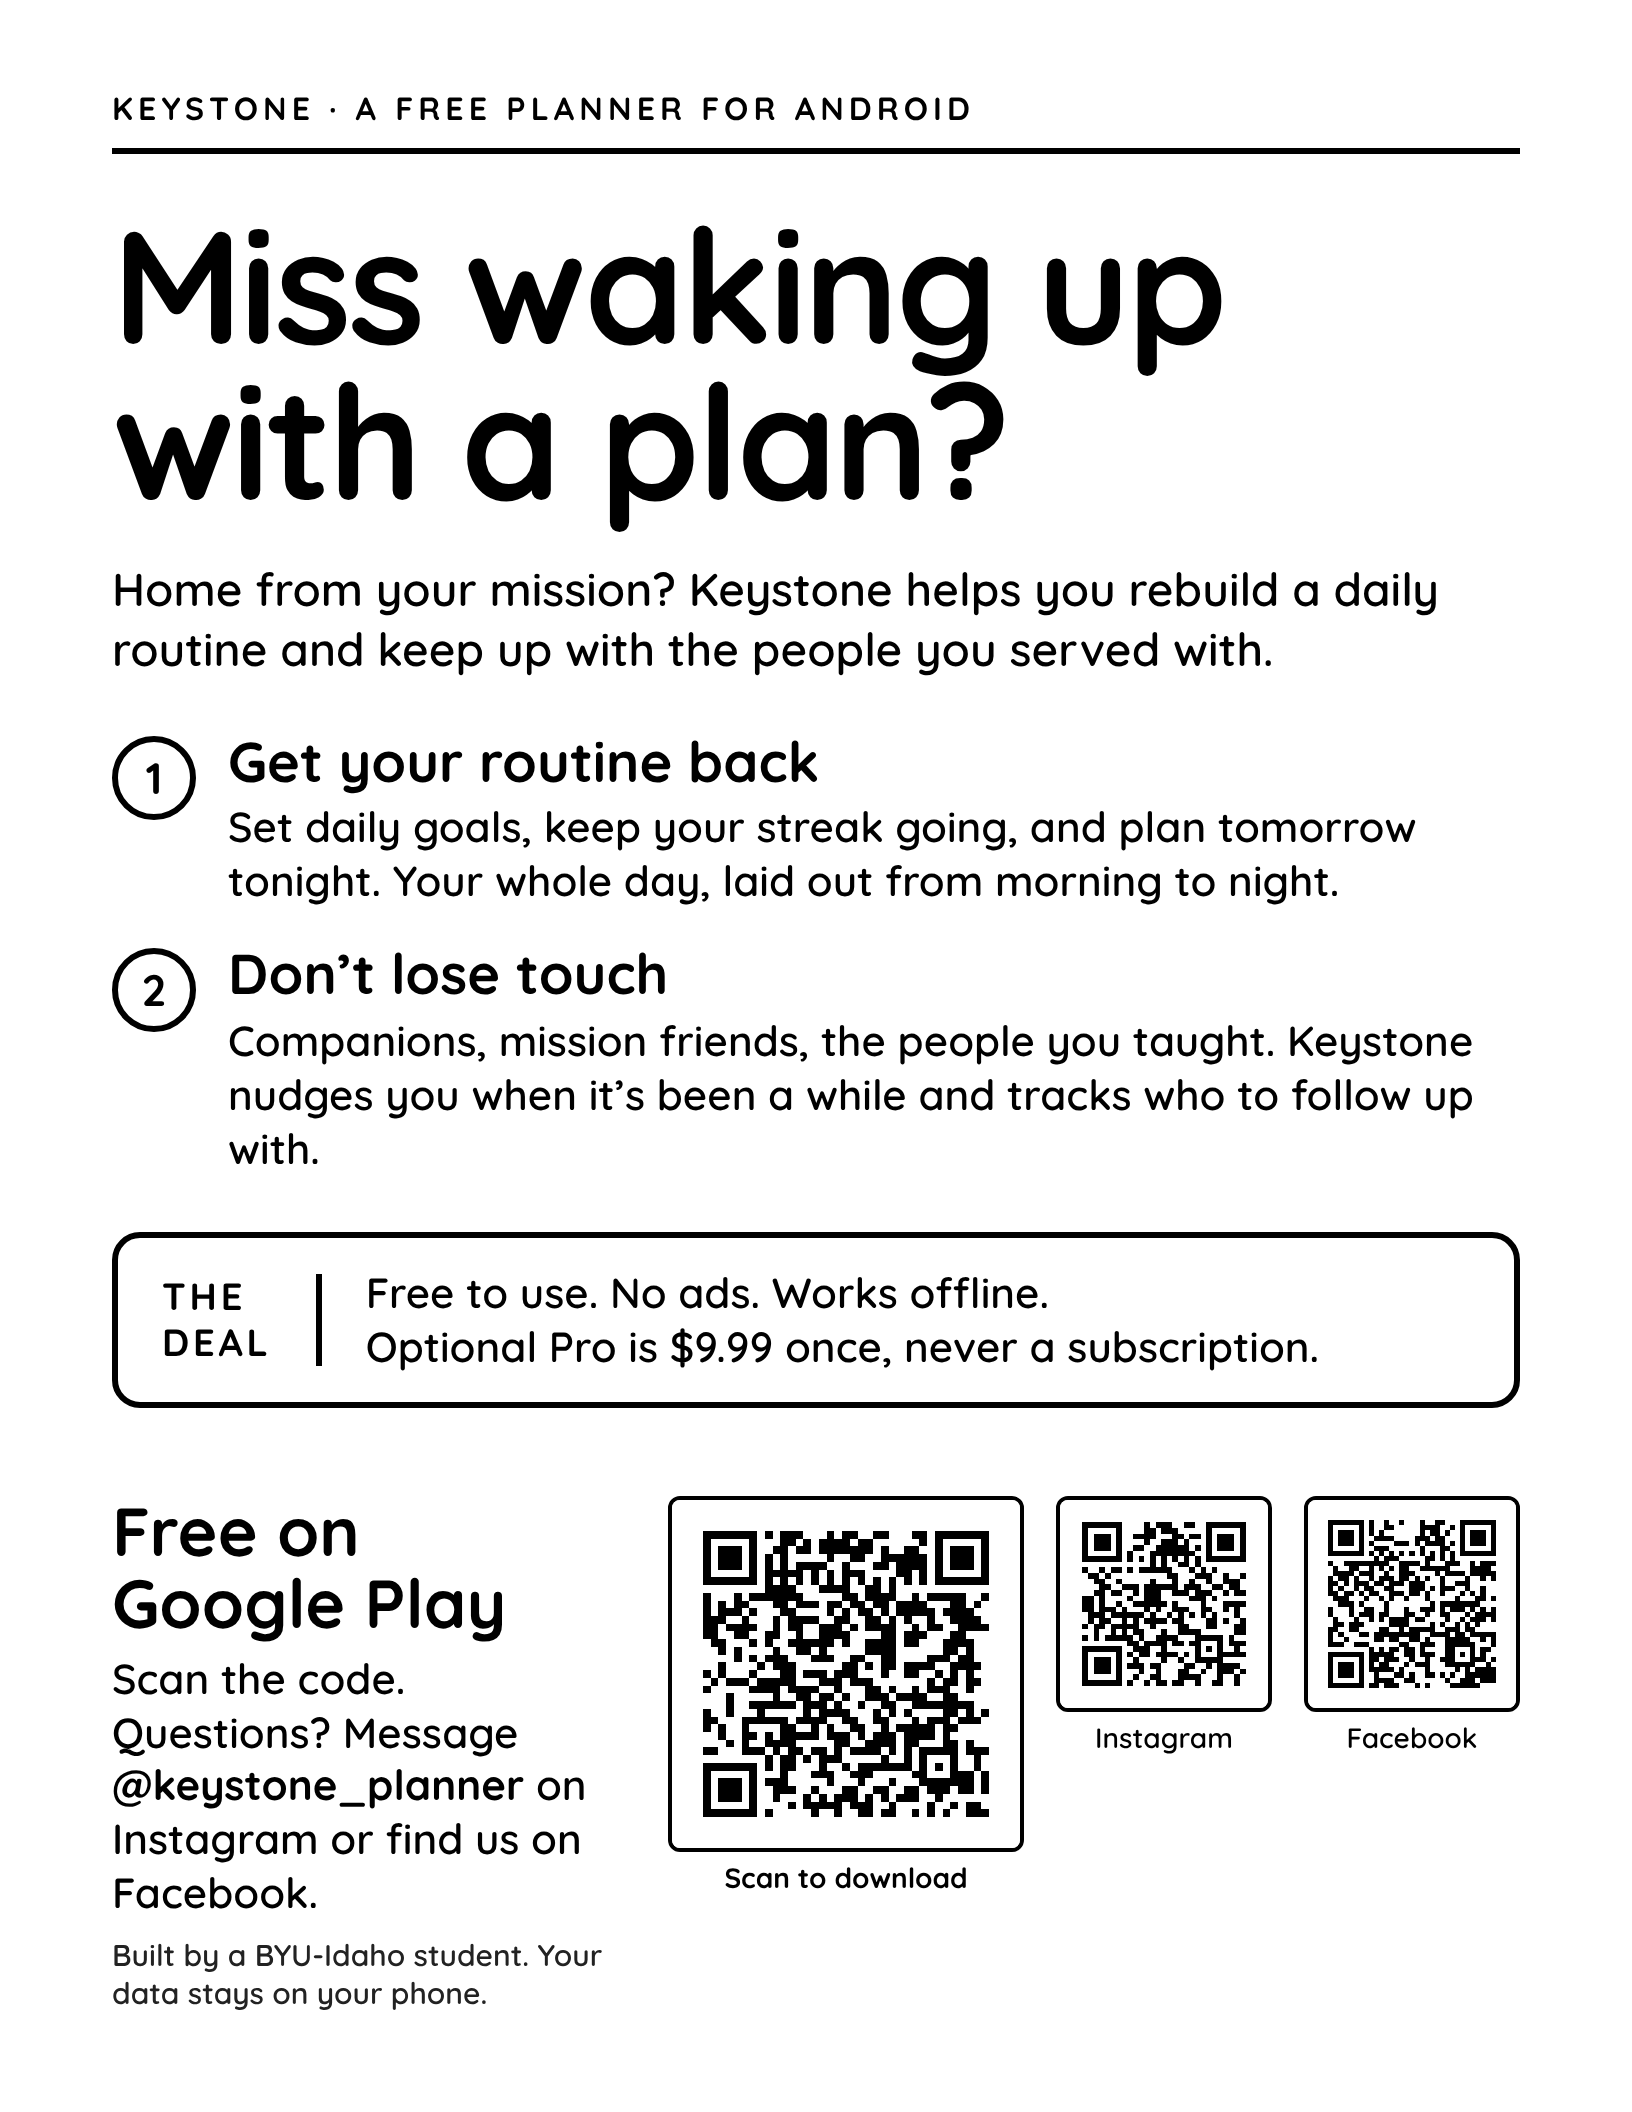 KEYSTONE · A FREE PLANNER FOR ANDROID
Miss waking up
with a plan?
Home from your mission? Keystone helps you rebuild a daily
routine and keep up with the people you served with.
1
Get your routine back
Set daily goals, keep your streak going, and plan tomorrow
tonight. Your whole day, laid out from morning to night.
2
Don’t lose touch
Companions, mission friends, the people you taught. Keystone
nudges you when it’s been a while and tracks who to follow up
with.
THE
DEAL
Free to use. No ads. Works offline.
Optional Pro is $9.99 once, never a subscription.
Free on
Google Play
Scan the code.
Questions? Message
@keystone_planner on
Instagram or find us on
Facebook.
Built by a BYU-Idaho student. Your
data stays on your phone.
Scan to download
Instagram
Facebook